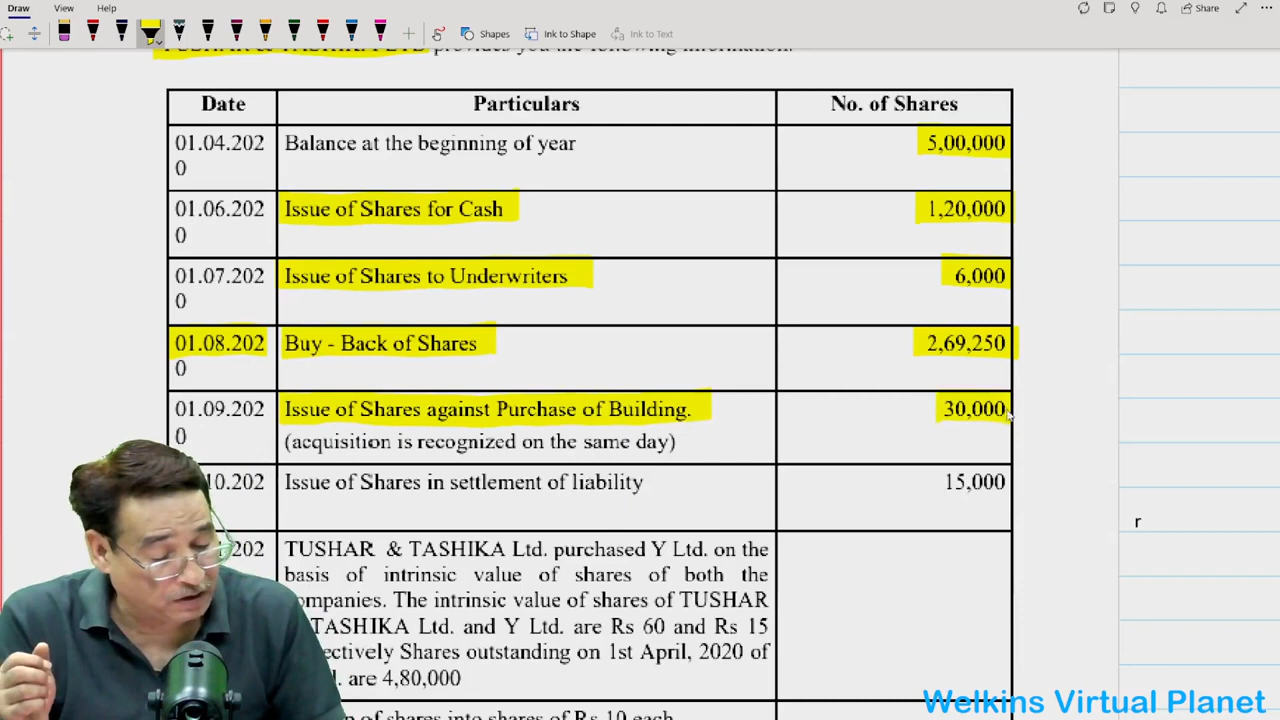 Draw View Help
Share
Shapes Ink to Shape Ink to Text
TUSHAR & TASHIKA LTD provides you the following information.
Date Particulars No. of Shares
01.04.202
0 Balance at the beginning of year 5,00,000
01.06.202
0 Issue of Shares for Cash 1,20,000
01.07.202
0 Issue of Shares to Underwriters 6,000
01.08.202
0 Buy - Back of Shares 2,69,250
01.09.202
0 Issue of Shares against Purchase of Building. 30,000
(acquisition is recognized on the same day)
10.202 Issue of Shares in settlement of liability 15,000
r
202 TUSHAR & TASHIKA Ltd. purchased Y Ltd. on the
basis of intrinsic value of shares of both the
companies. The intrinsic value of shares of TUSHAR
TASHIKA Ltd. and Y Ltd. are Rs 60 and Rs 15
ectively Shares outstanding on 1st April, 2020 of
d. are 4,80,000
of shares into shares of Rs 10 each
Welkins Virtual Planet